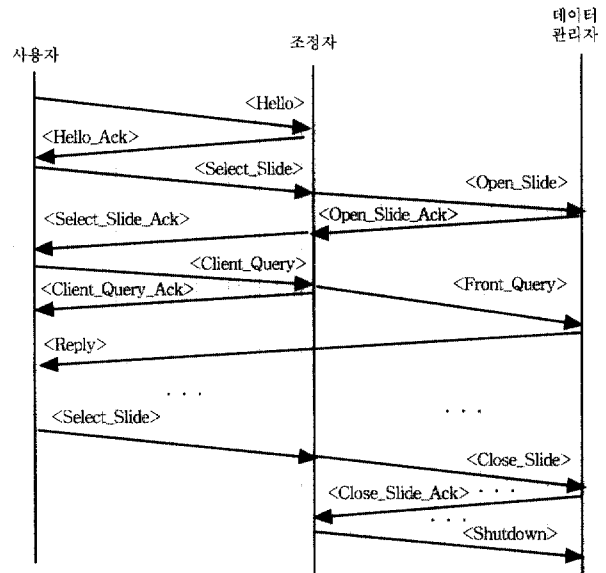 데이터
관리자
사용자
조정자
<Hello>
<Hello_Ack>
<Select_Slide>
<Open_Slide>
<Select_Slide_Ack>
<Open_Slide_Ack>
<Client_Query>
<Client_Query_Ack>
<Front_Query>
<Reply>
. . .
. . .
<Select_Slide>
<Close_Slide>
<Close_Slide_Ack>
. . .
. . .
<Shutdown>